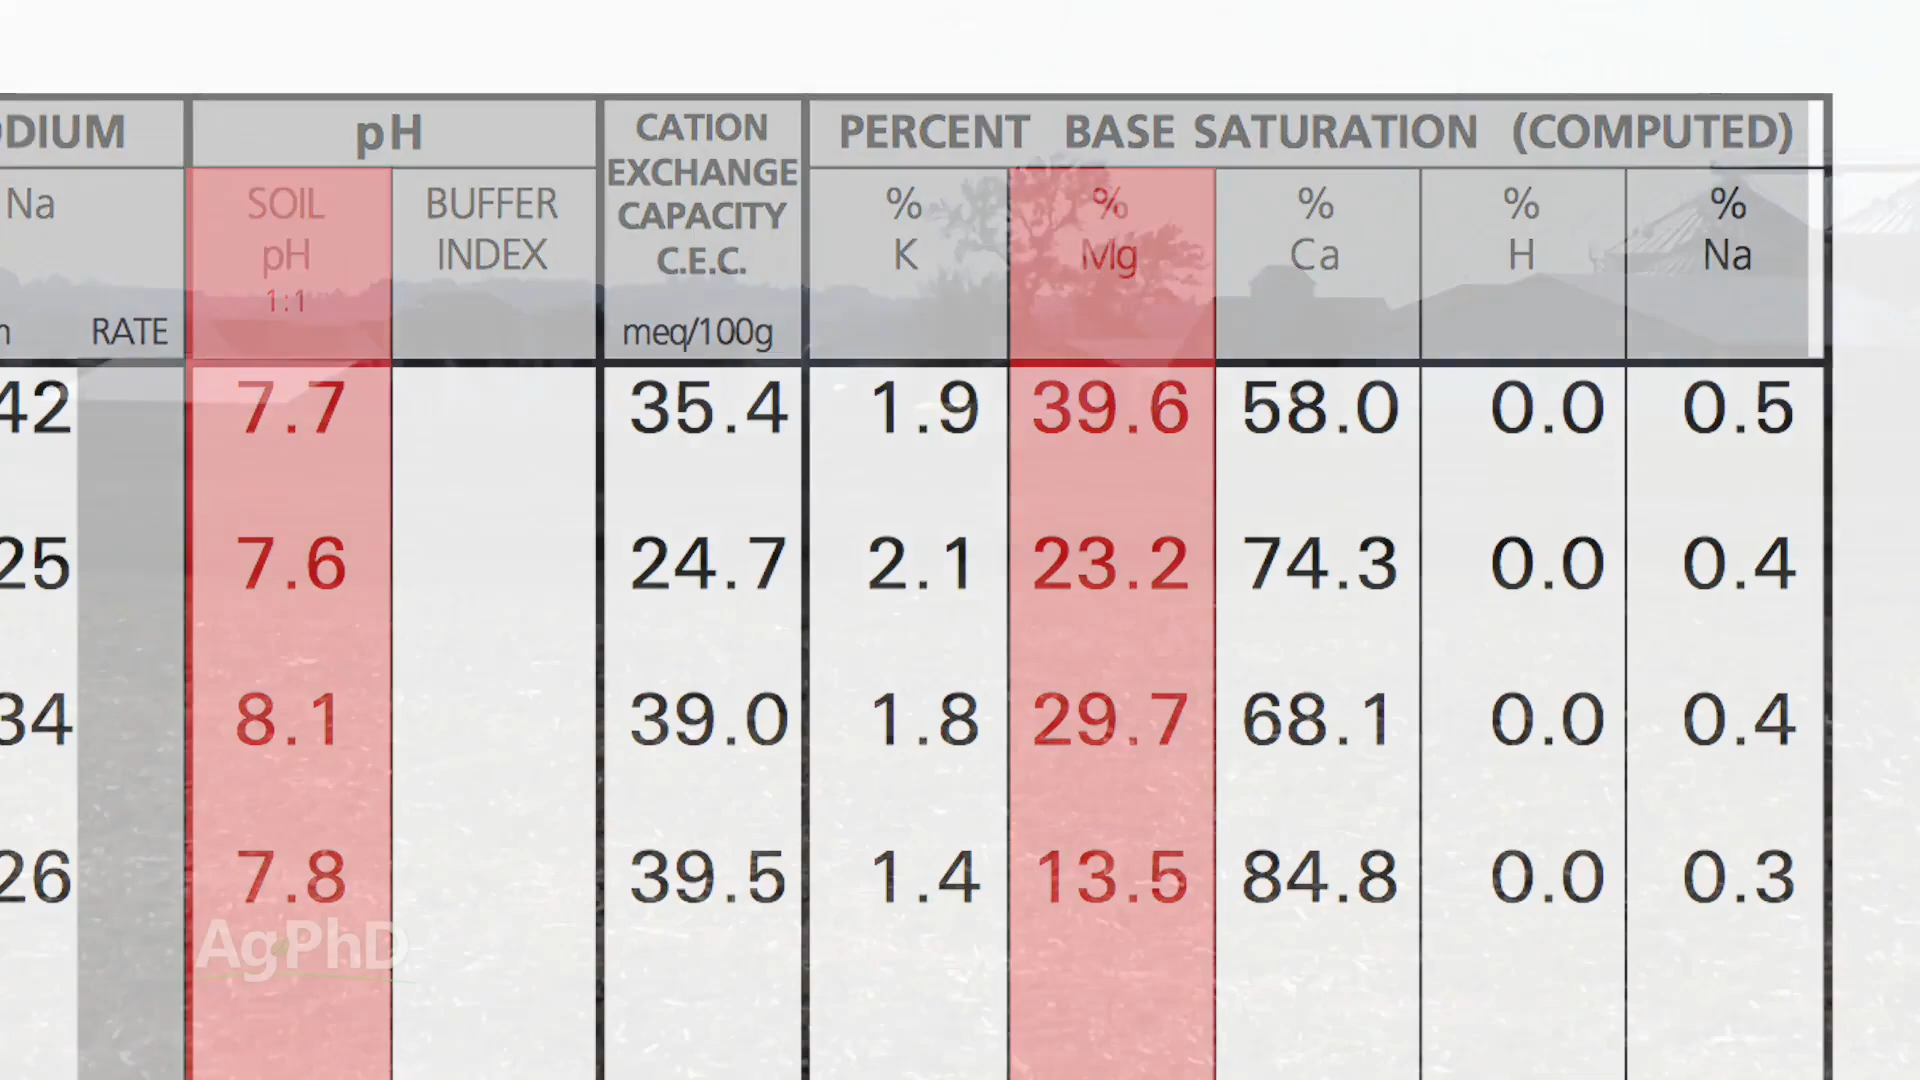 ODIUM pH CATION EXCHANGE CAPACITY C.E.C. PERCENT BASE SATURATION (COMPUTED)
Na SOIL pH 1:1 BUFFER INDEX % K % Mg % Ca % H % Na
RATE meq/100g
42 7.7 35.4 1.9 39.6 58.0 0.0 0.5
25 7.6 24.7 2.1 23.2 74.3 0.0 0.4
34 8.1 39.0 1.8 29.7 68.1 0.0 0.4
26 7.8 39.5 1.4 13.5 84.8 0.0 0.3
AgPhD